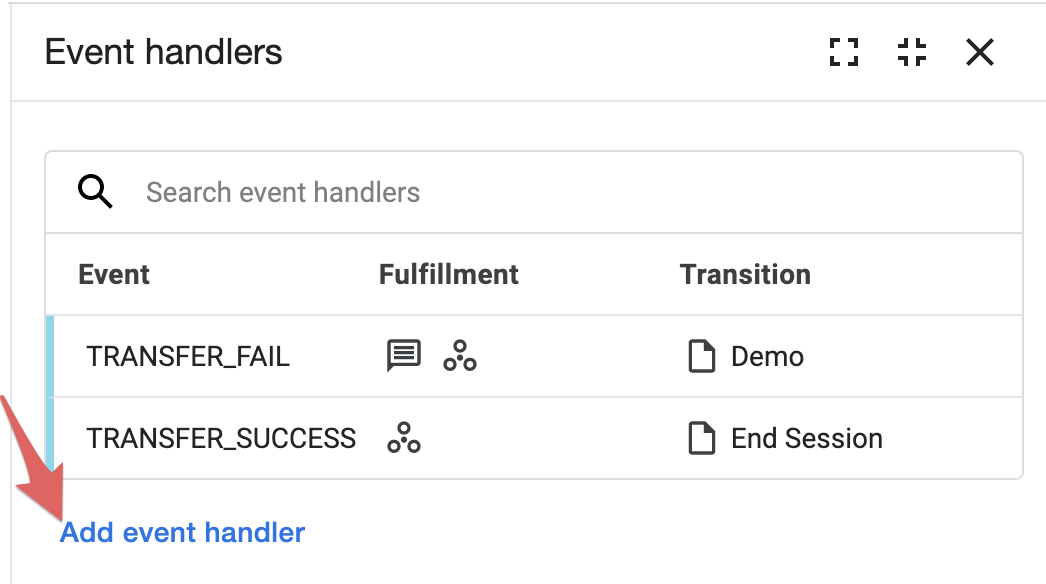 Event handlers
Search event handlers
Event Fulfillment Transition
TRANSFER_FAIL Demo
TRANSFER_SUCCESS End Session
Add event handler